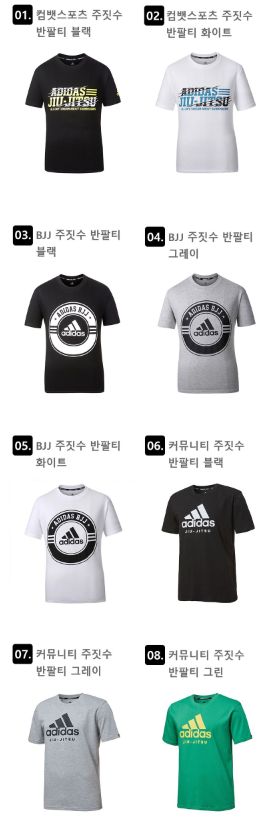 01. 컴뱃스포츠 주짓수
반팔티 블랙
02. 컴뱃스포츠 주짓수
반팔티 화이트
ADIDAS
JIU-JITSU
ADIDAS
JIU-JITSU
03. BJJ 주짓수 반팔티
블랙
04. BJJ 주짓수 반팔티
그레이
ADIDAS BJJ
adidas
ADIDAS BJJ
adidas
05. BJJ 주짓수 반팔티
화이트
06. 커뮤니티 주짓수
반팔티 블랙
ADIDAS BJJ
adidas
adidas
JIU-JITSU
07. 커뮤니티 주짓수
반팔티 그레이
08. 커뮤니티 주짓수
반팔티 그린
adidas
JIU-JITSU
adidas
JIU-JITSU